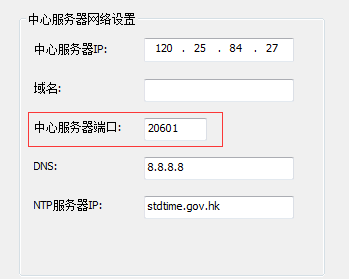 中心服务器网络设置
中心服务器IP: 120 . 25 . 84 . 27
域名:
中心服务器端口: 20601
DNS: 8.8.8.8
NTP服务器IP: stdtime.gov.hk